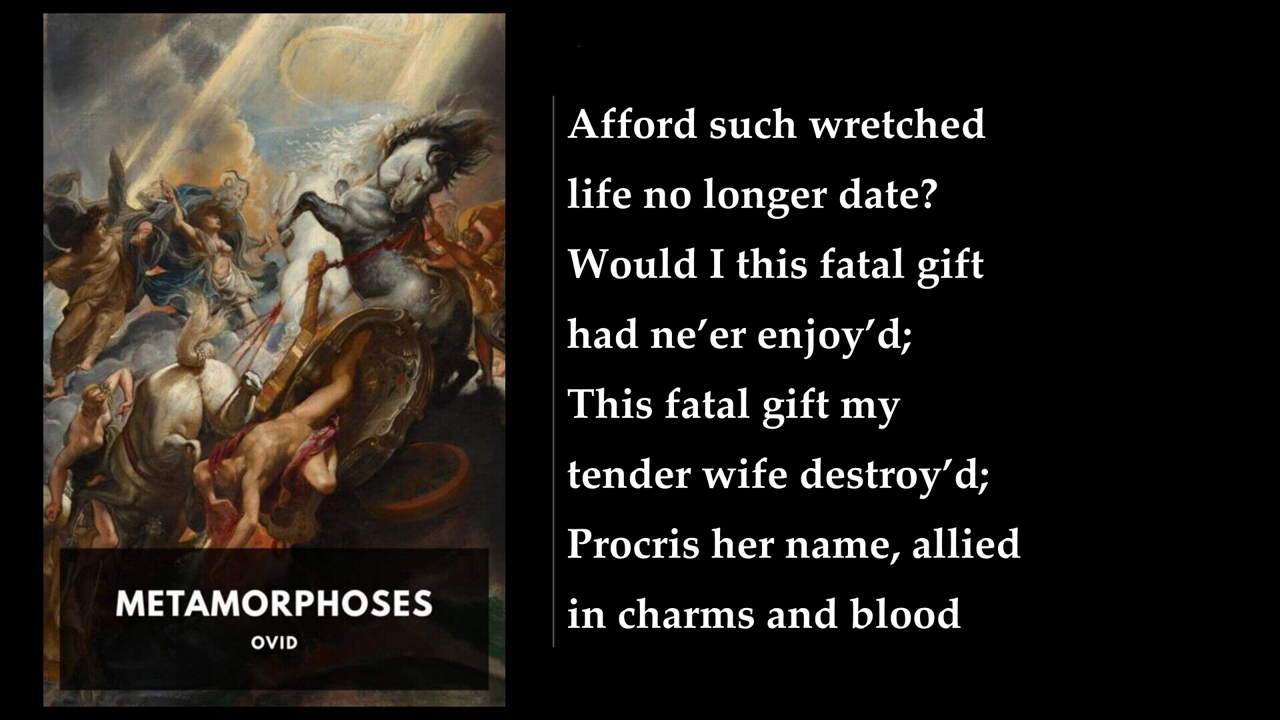 METAMORPHOSES
OVID
Afford such wretched
life no longer date?
Would I this fatal gift
had ne’er enjoy’d;
This fatal gift my
tender wife destroy’d;
Procris her name, allied
in charms and blood